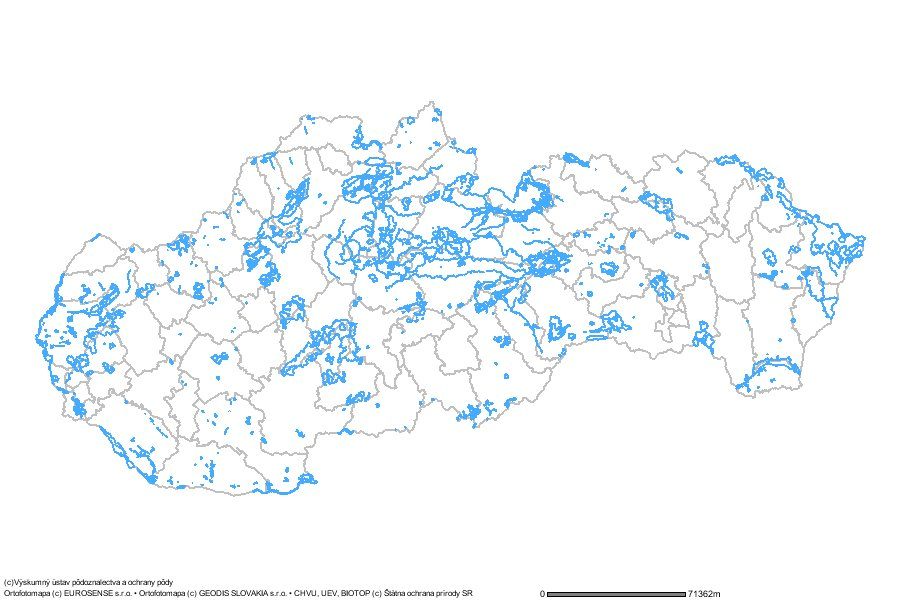 (c)Výskumný ústav pôdoznalectva a ochrany pôdy
Ortofotomapa (c) EUROSENSE s.r.o. • Ortofotomapa (c) GEODIS SLOVAKIA s.r.o. • CHVU, UEV, BIOTOP (c) Štátna ochrana prírody SR
0 71362m